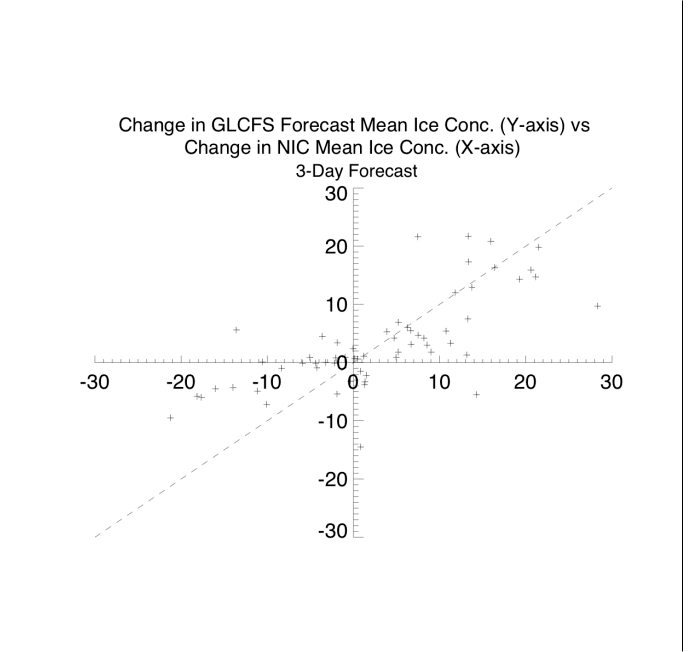 Change in GLCFS Forecast Mean Ice Conc. (Y-axis) vs
Change in NIC Mean Ice Conc. (X-axis)
3-Day Forecast
30
20
10
0
-30 -20 -10 0 10 20 30
-10
-20
-30